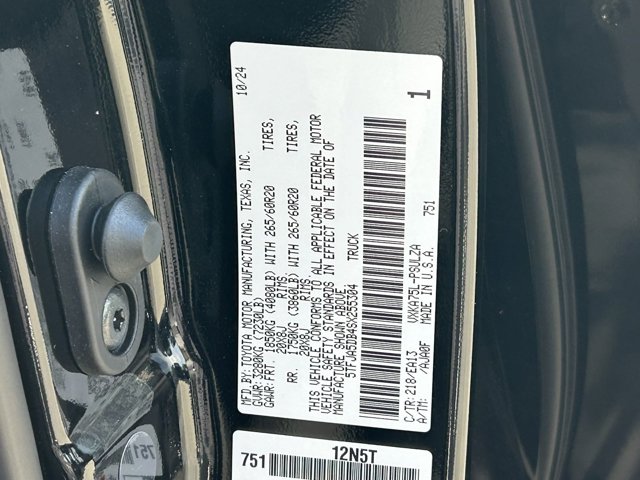 MFD.BY:TOYOTA MOTOR MANUFACTURING, TEXAS, INC. 10/24
GVWR:3280KG(7230LB)
GAWR:FRT 1850KG(4080LB)WITH 265/60R20 TIRES,
20X8J RIMS,
RR. 1750KG(3860LB)WITH 265/60R20 TIRES,
20X8J RIMS,
THIS VEHICLE CONFORMS TO ALL APPLICABLE FEDERAL MOTOR
VEHICLE SAFETY STANDARDS IN EFFECT ON THE DATE OF
MANUFACTURE SHOWN ABOVE.
5TFJA5DB4SX255304 TRUCK
C/TR:218/EA13 VXKA75L-PSULZA
A/TM: /AJA0F MADE IN U.S.A. 751
1
751 12N5T
751